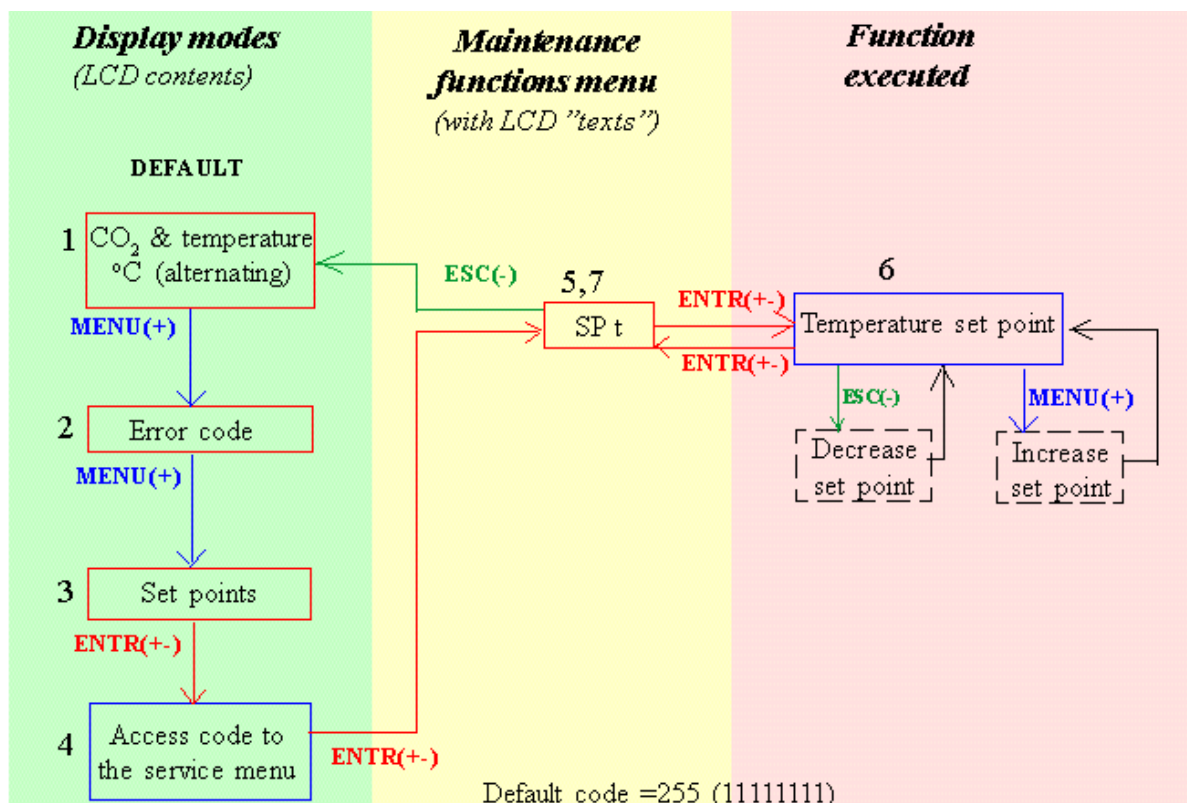 Display modes
(LCD contents)
Maintenance
functions menu
(with LCD "texts")
Function
executed
DEFAULT
1
CO₂ & temperature
°C (alternating)
MENU(+)
2
Error code
MENU(+)
3
Set points
ENTR(+-)
4
Access code to
the service menu
ENTR(+-)
ESC(-)
5,7
SP t
ENTR(+-)
ENTR(+-)
6
Temperature set point
ESC(-)
MENU(+)
Decrease
set point
Increase
set point
Default code =255 (11111111)